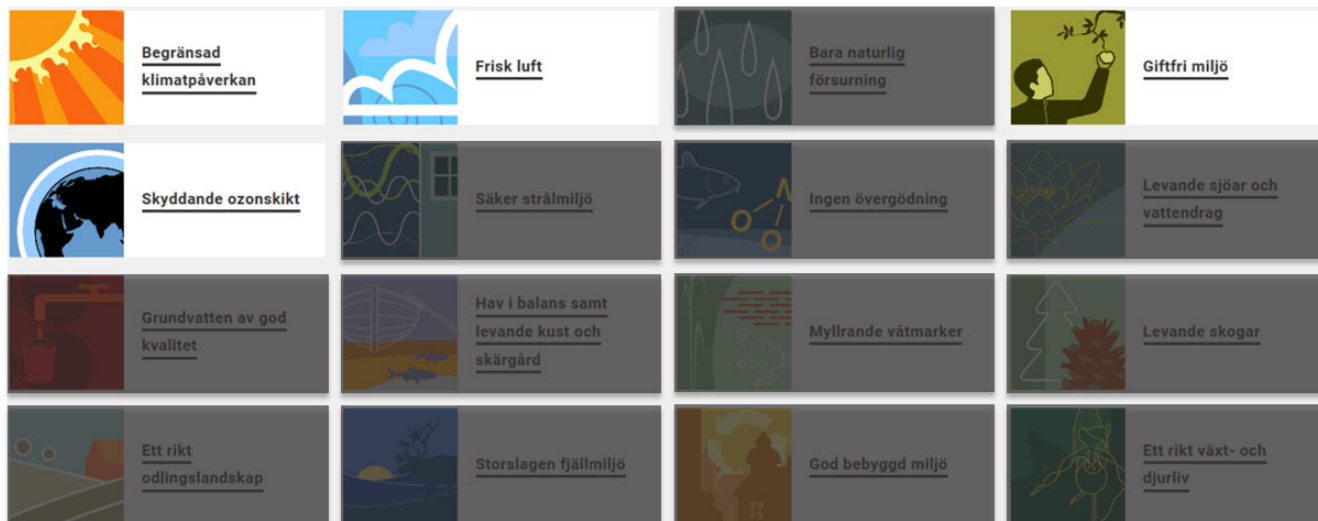 Begränsad
klimatpåverkan
Frisk luft
Bara naturlig
försurning
Giftfri miljö
Skyddande ozonskikt
Säker strålmiljö
Ingen övergödning
Levande sjöar och
vattendrag
Grundvatten av god
kvalitet
Hav i balans samt
levande kust och
skärgård
Myllrande våtmarker
Levande skogar
Ett rikt
odlingslandskap
Storslagen fjällmiljö
God bebyggd miljö
Ett rikt växt- och
djurliv